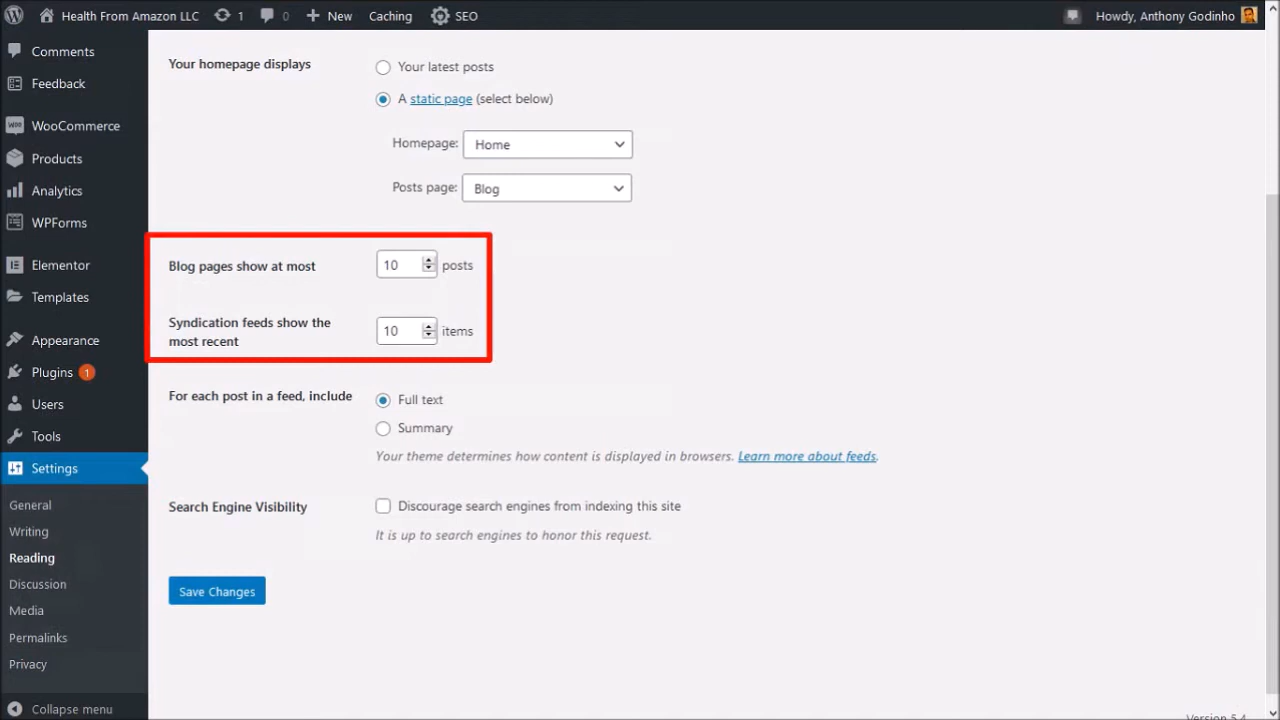 Health From Amazon LLC 1 0 New Caching SEO Howdy, Anthony Godinho
Comments
Feedback
WooCommerce
Products
Analytics
WPForms
Elementor
Templates
Appearance
Plugins 1
Users
Tools
Settings
General
Writing
Reading
Discussion
Media
Permalinks
Privacy
Collapse menu
Your homepage displays
Your latest posts
A static page (select below)
Homepage: Home
Posts page: Blog
Blog pages show at most 10 posts
Syndication feeds show the
most recent
10 items
For each post in a feed, include
Full text
Summary
Your theme determines how content is displayed in browsers. Learn more about feeds.
Search Engine Visibility
Discourage search engines from indexing this site
It is up to search engines to honor this request.
Save Changes
Version 5.4